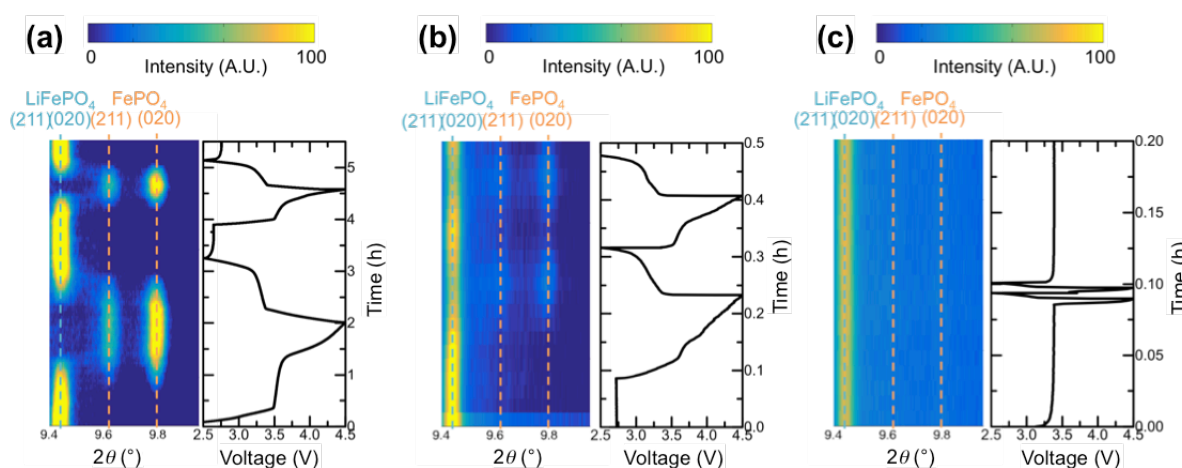 (a)
0 100
Intensity (A.U.)
LiFePO4 FePO4
(211)(020) (211) (020)
5
4
3
2
1
0
Time (h)
9.4 9.6 9.8 2.5 3.0 3.5 4.0 4.5
2θ (°) Voltage (V)
(b)
0 100
Intensity (A.U.)
LiFePO4 FePO4
(211)(020) (211) (020)
0.5
0.4
0.3
0.2
0.1
0.0
Time (h)
9.4 9.6 9.8 2.5 3.0 3.5 4.0 4.5
2θ (°) Voltage (V)
(c)
0 100
Intensity (A.U.)
LiFePO4 FePO4
(211)(020) (211) (020)
0.20
0.15
0.10
0.05
0.00
Time (h)
9.4 9.6 9.8 2.5 3.0 3.5 4.0 4.5
2θ (°) Voltage (V)